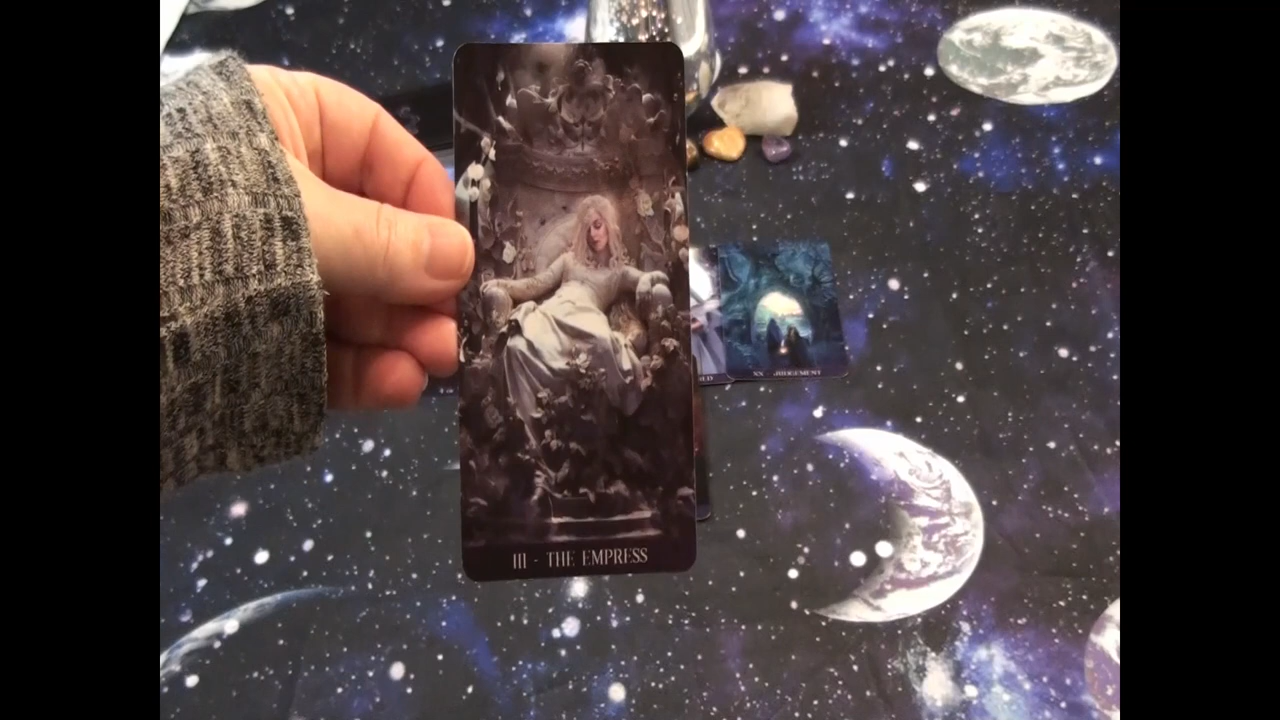 III - THE EMPRESS
XX - JUDGEMENT